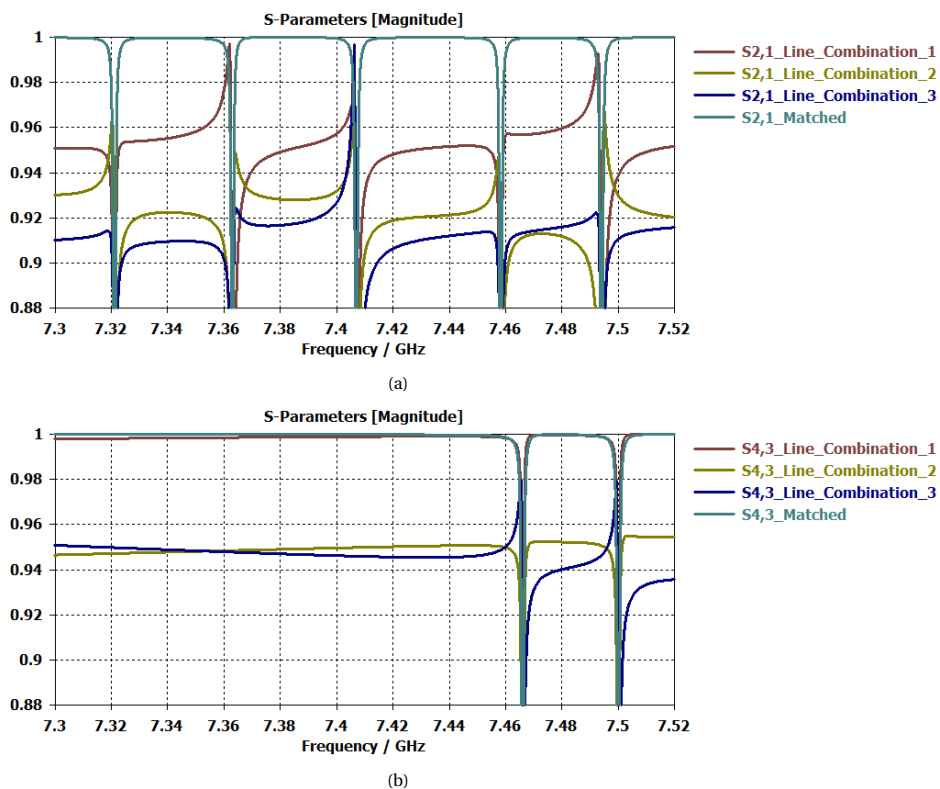 S-Parameters [Magnitude]
1
0.98
0.96
0.94
0.92
0.9
0.88
7.3 7.32 7.34 7.36 7.38 7.4 7.42 7.44 7.46 7.48 7.5 7.52
Frequency / GHz
S2,1_Line_Combination_1
S2,1_Line_Combination_2
S2,1_Line_Combination_3
S2,1_Matched
(a)
S-Parameters [Magnitude]
1
0.98
0.96
0.94
0.92
0.9
0.88
7.3 7.32 7.34 7.36 7.38 7.4 7.42 7.44 7.46 7.48 7.5 7.52
Frequency / GHz
S4,3_Line_Combination_1
S4,3_Line_Combination_2
S4,3_Line_Combination_3
S4,3_Matched
(b)